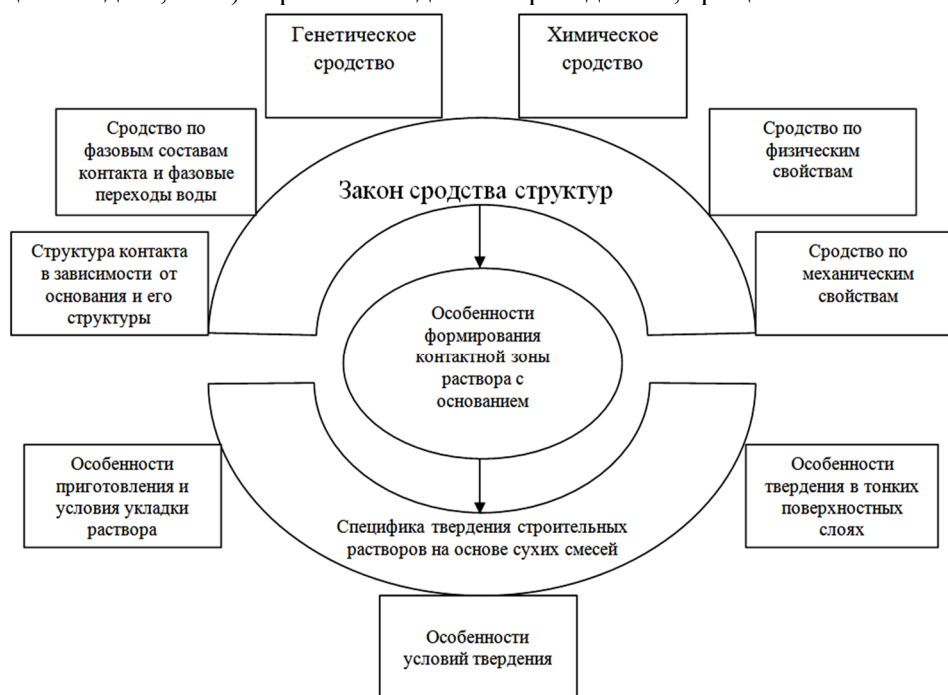 Генетическое
сродство
Химическое
сродство
Сродство по
фазовым составам
контакта и фазовые
переходы воды
Сродство по
физическим
свойствам
Закон сродства структур
Структура контакта
в зависимости от
основания и его
структуры
Сродство по
механическим
свойствам
Особенности
формирования
контактной зоны
раствора с
основанием
Особенности
приготовления и
условия укладки
раствора
Особенности
твердения в тонких
поверхностных
слоях
Специфика твердения строительных
растворов на основе сухих смесей
Особенности
условий твердения